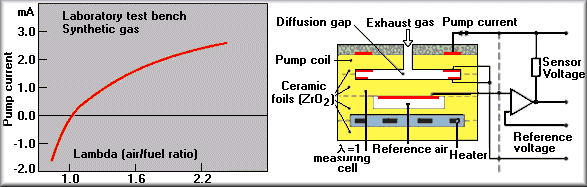 mA
Laboratory test bench
Synthetic gas
3.0
2.0
1.0
0.0
-1.0
-2.0
Pump current
Lambda (air/fuel ratio)
1.0
1.6
2.2
Diffusion gap
Exhaust gas
Pump current
Pump coil
Ceramic
foils (ZrO2)
Sensor
Voltage
Reference
voltage
λ=1
measuring
cell
Reference air
Heater